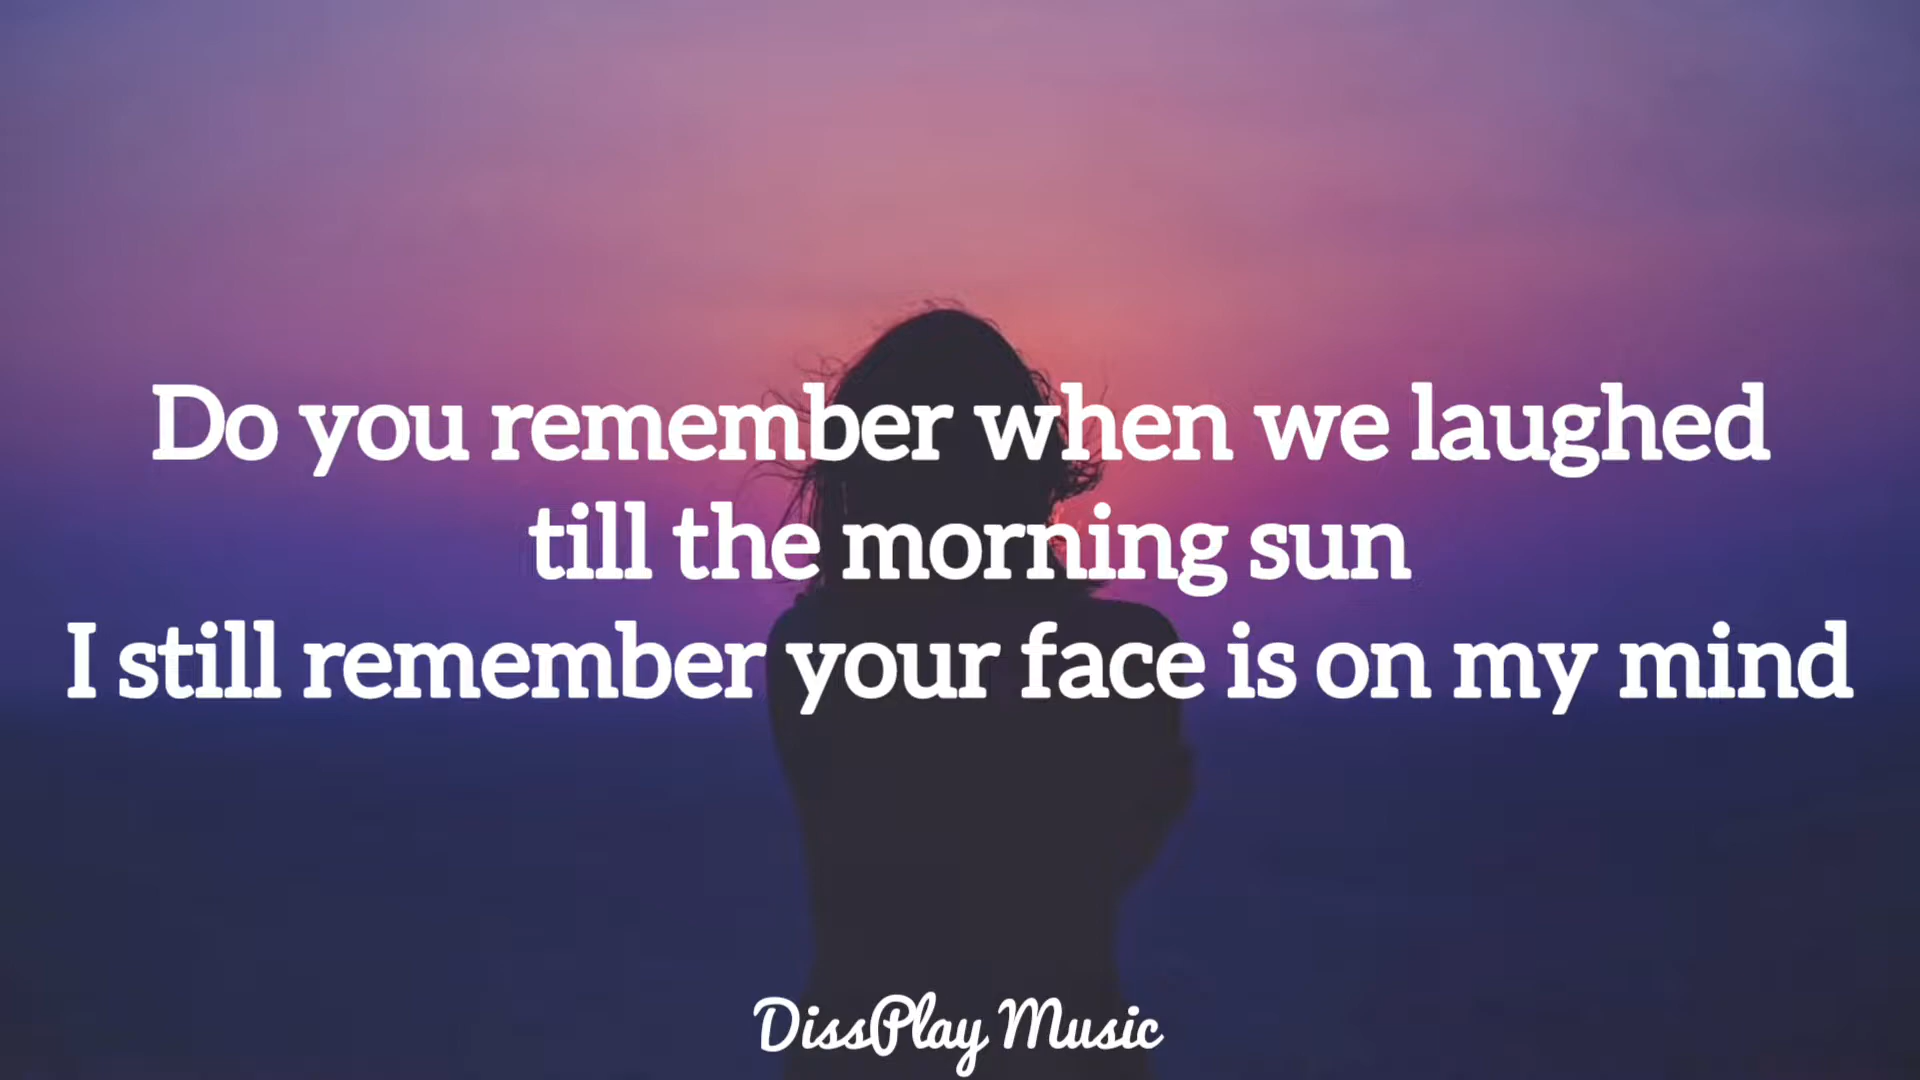 Do you remember when we laughed
till the morning sun
I still remember your face is on my mind
DissPlay Music